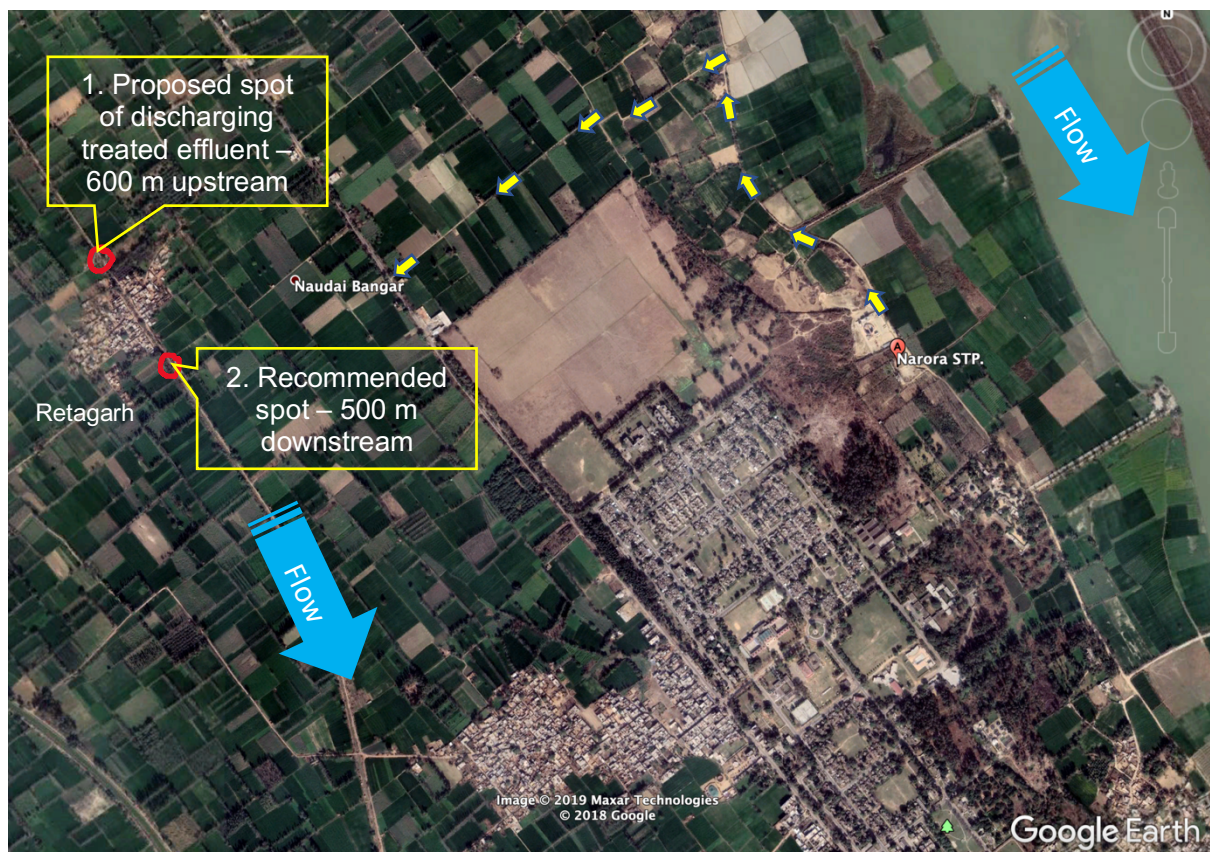 1. Proposed spot
of discharging
treated effluent –
600 m upstream
N
Flow
Naudai Bangar
A
Narora STP.
2. Recommended
spot – 500 m
downstream
Retagarh
Flow
Image © 2019 Maxar Technologies
© 2018 Google
Google Earth